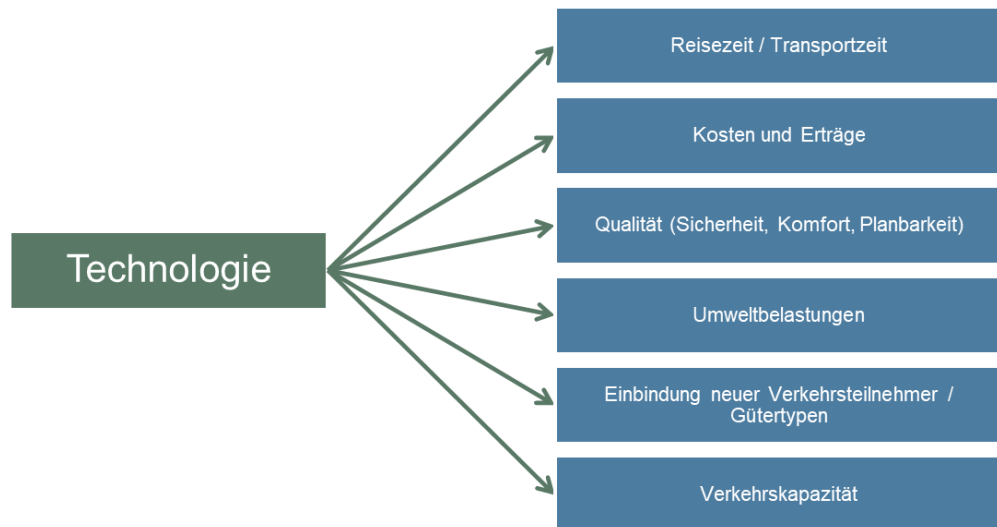 Reisezeit / Transportzeit
Kosten und Erträge
Qualität (Sicherheit, Komfort, Planbarkeit)
Technologie
Umweltbelastungen
Einbindung neuer Verkehrsteilnehmer /
Gütertypen
Verkehrskapazität